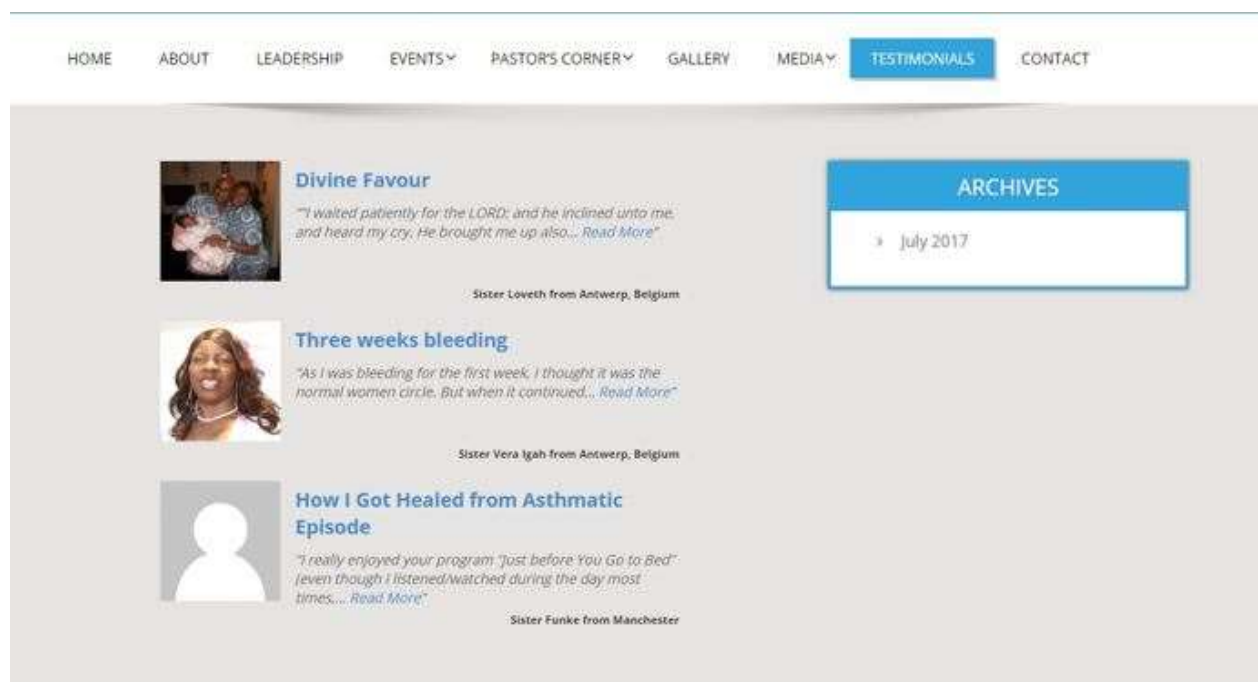 HOME ABOUT LEADERSHIP EVENTS PASTOR'S CORNER GALLERY MEDIA TESTIMONIALS CONTACT
Divine Favour
""I waited patiently for the LORD; and he inclined unto me,
and heard my cry. He brought me up also... Read More"
Sister Loveth from Antwerp, Belgium
Three weeks bleeding
"As I was bleeding for the first week, I thought it was the
normal women circle. But when it continued... Read More"
Sister Vera Igah from Antwerp, Belgium
How I Got Healed from Asthmatic
Episode
"I really enjoyed your program "Just before You Go to Bed"
(even though I listened/watched during the day most
times,... Read More"
Sister Funke from Manchester
ARCHIVES
July 2017